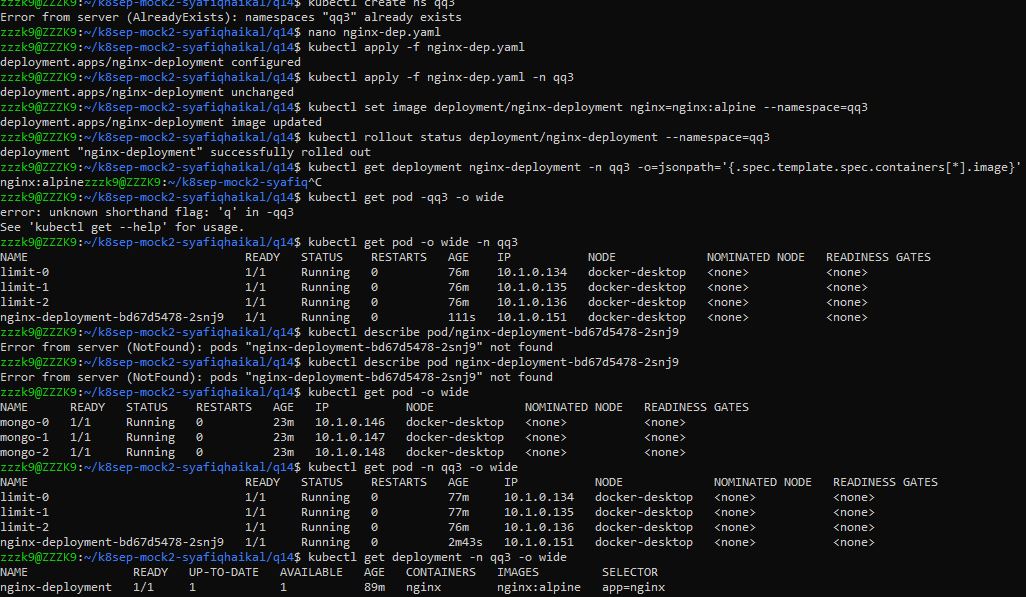 zzzk9@ZZZK9:~/k8sep-mock2-syafiqhaikal/q14$ kubectl create ns qq3
Error from server (AlreadyExists): namespaces "qq3" already exists
zzzk9@ZZZK9:~/k8sep-mock2-syafiqhaikal/q14$ nano nginx-dep.yaml
zzzk9@ZZZK9:~/k8sep-mock2-syafiqhaikal/q14$ kubectl apply -f nginx-dep.yaml
deployment.apps/nginx-deployment configured
zzzk9@ZZZK9:~/k8sep-mock2-syafiqhaikal/q14$ kubectl apply -f nginx-dep.yaml -n qq3
deployment.apps/nginx-deployment unchanged
zzzk9@ZZZK9:~/k8sep-mock2-syafiqhaikal/q14$ kubectl set image deployment/nginx-deployment nginx=nginx:alpine --namespace=qq3
deployment.apps/nginx-deployment image updated
zzzk9@ZZZK9:~/k8sep-mock2-syafiqhaikal/q14$ kubectl rollout status deployment/nginx-deployment --namespace=qq3
deployment "nginx-deployment" successfully rolled out
zzzk9@ZZZK9:~/k8sep-mock2-syafiqhaikal/q14$ kubectl get deployment nginx-deployment -n qq3 -o=jsonpath='{.spec.template.spec.containers[*].image}'
nginx:alpinezzzk9@ZZZK9:~/k8sep-mock2-syafiq^C
zzzk9@ZZZK9:~/k8sep-mock2-syafiqhaikal/q14$ kubectl get pod -qq3 -o wide
error: unknown shorthand flag: 'q' in -qq3
See 'kubectl get --help' for usage.
zzzk9@ZZZK9:~/k8sep-mock2-syafiqhaikal/q14$ kubectl get pod -o wide -n qq3
NAME READY STATUS RESTARTS AGE IP NODE NOMINATED NODE READINESS GATES
limit-0 1/1 Running 0 76m 10.1.0.134 docker-desktop <none> <none>
limit-1 1/1 Running 0 76m 10.1.0.135 docker-desktop <none> <none>
limit-2 1/1 Running 0 76m 10.1.0.136 docker-desktop <none> <none>
nginx-deployment-bd67d5478-2snj9 1/1 Running 0 111s 10.1.0.151 docker-desktop <none> <none>
zzzk9@ZZZK9:~/k8sep-mock2-syafiqhaikal/q14$ kubectl describe pod/nginx-deployment-bd67d5478-2snj9
Error from server (NotFound): pods "nginx-deployment-bd67d5478-2snj9" not found
zzzk9@ZZZK9:~/k8sep-mock2-syafiqhaikal/q14$ kubectl describe pod nginx-deployment-bd67d5478-2snj9
Error from server (NotFound): pods "nginx-deployment-bd67d5478-2snj9" not found
zzzk9@ZZZK9:~/k8sep-mock2-syafiqhaikal/q14$ kubectl get pod -o wide
NAME READY STATUS RESTARTS AGE IP NODE NOMINATED NODE READINESS GATES
mongo-0 1/1 Running 0 23m 10.1.0.146 docker-desktop <none> <none>
mongo-1 1/1 Running 0 23m 10.1.0.147 docker-desktop <none> <none>
mongo-2 1/1 Running 0 23m 10.1.0.148 docker-desktop <none> <none>
zzzk9@ZZZK9:~/k8sep-mock2-syafiqhaikal/q14$ kubectl get pod -n qq3 -o wide
NAME READY STATUS RESTARTS AGE IP NODE NOMINATED NODE READINESS GATES
limit-0 1/1 Running 0 77m 10.1.0.134 docker-desktop <none> <none>
limit-1 1/1 Running 0 77m 10.1.0.135 docker-desktop <none> <none>
limit-2 1/1 Running 0 76m 10.1.0.136 docker-desktop <none> <none>
nginx-deployment-bd67d5478-2snj9 1/1 Running 0 2m43s 10.1.0.151 docker-desktop <none> <none>
zzzk9@ZZZK9:~/k8sep-mock2-syafiqhaikal/q14$ kubectl get deployment -n qq3 -o wide
NAME READY UP-TO-DATE AVAILABLE AGE CONTAINERS IMAGES SELECTOR
nginx-deployment 1/1 1 1 89m nginx nginx:alpine app=nginx